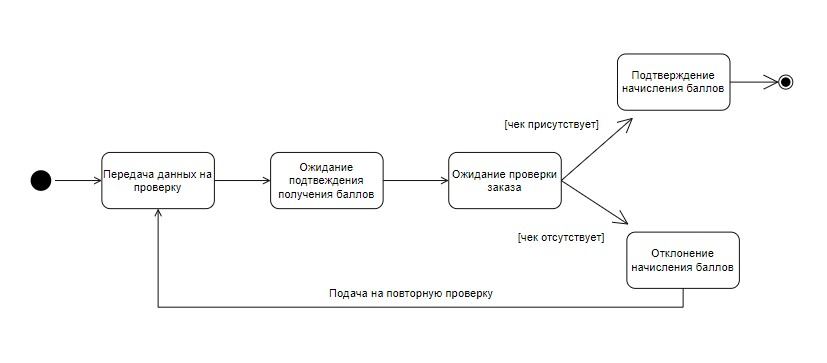 Подтверждение
начисления баллов
[чек присутствует]
Передача данных на
проверку
Ожидание
подтвеждения
получения баллов
Ожидание проверки
заказа
[чек отсутствует]
Отклонение
начисления баллов
Подача на повторную проверку